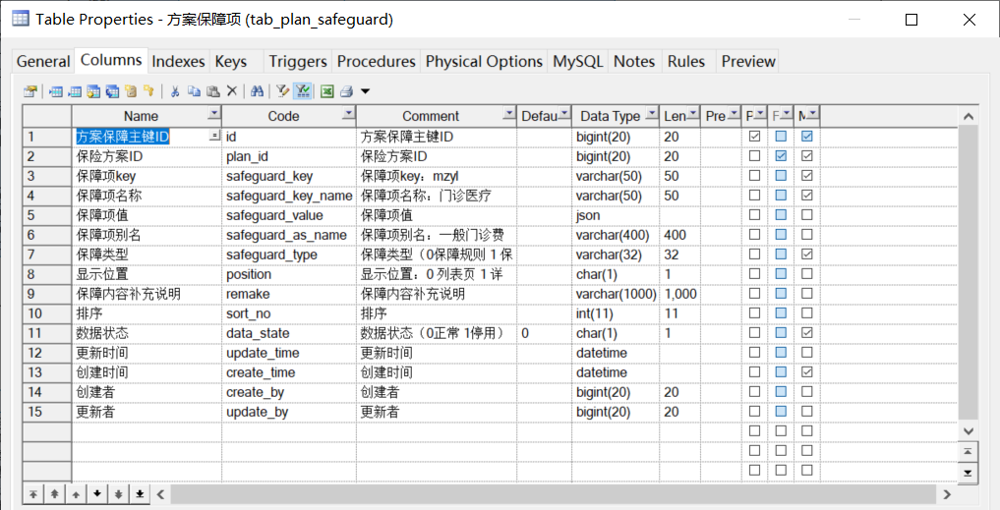 Table Properties - 方案保障项 (tab_plan_safeguard)
General Columns Indexes Keys Triggers Procedures Physical Options MySQL Notes Rules Preview
Name Code Comment Defau Data Type Len Pre P F M
1 方案保障主键ID = id 方案保障主键ID bigint(20) 20
2 保险方案ID plan_id 保险方案ID bigint(20) 20
3 保障项key safeguard_key 保障项key：mzyl varchar(50) 50
4 保障项名称 safeguard_key_name 保障项名称：门诊医疗 varchar(50) 50
5 保障项值 safeguard_value 保障项值 json
6 保障项别名 safeguard_as_name 保障项别名：一般门诊费 varchar(400) 400
7 保障类型 safeguard_type 保障类型（0保障规则 1 保 varchar(32) 32
8 显示位置 position 显示位置：0 列表页 1 详 char(1) 1
9 保障内容补充说明 remake 保障内容补充说明 varchar(1000) 1,000
10 排序 sort_no 排序 int(11) 11
11 数据状态 data_state 数据状态（0正常 1停用） 0 char(1) 1
12 更新时间 update_time 更新时间 datetime
13 创建时间 create_time 创建时间 datetime
14 创建者 create_by 创建者 bigint(20) 20
15 更新者 update_by 更新者 bigint(20) 20